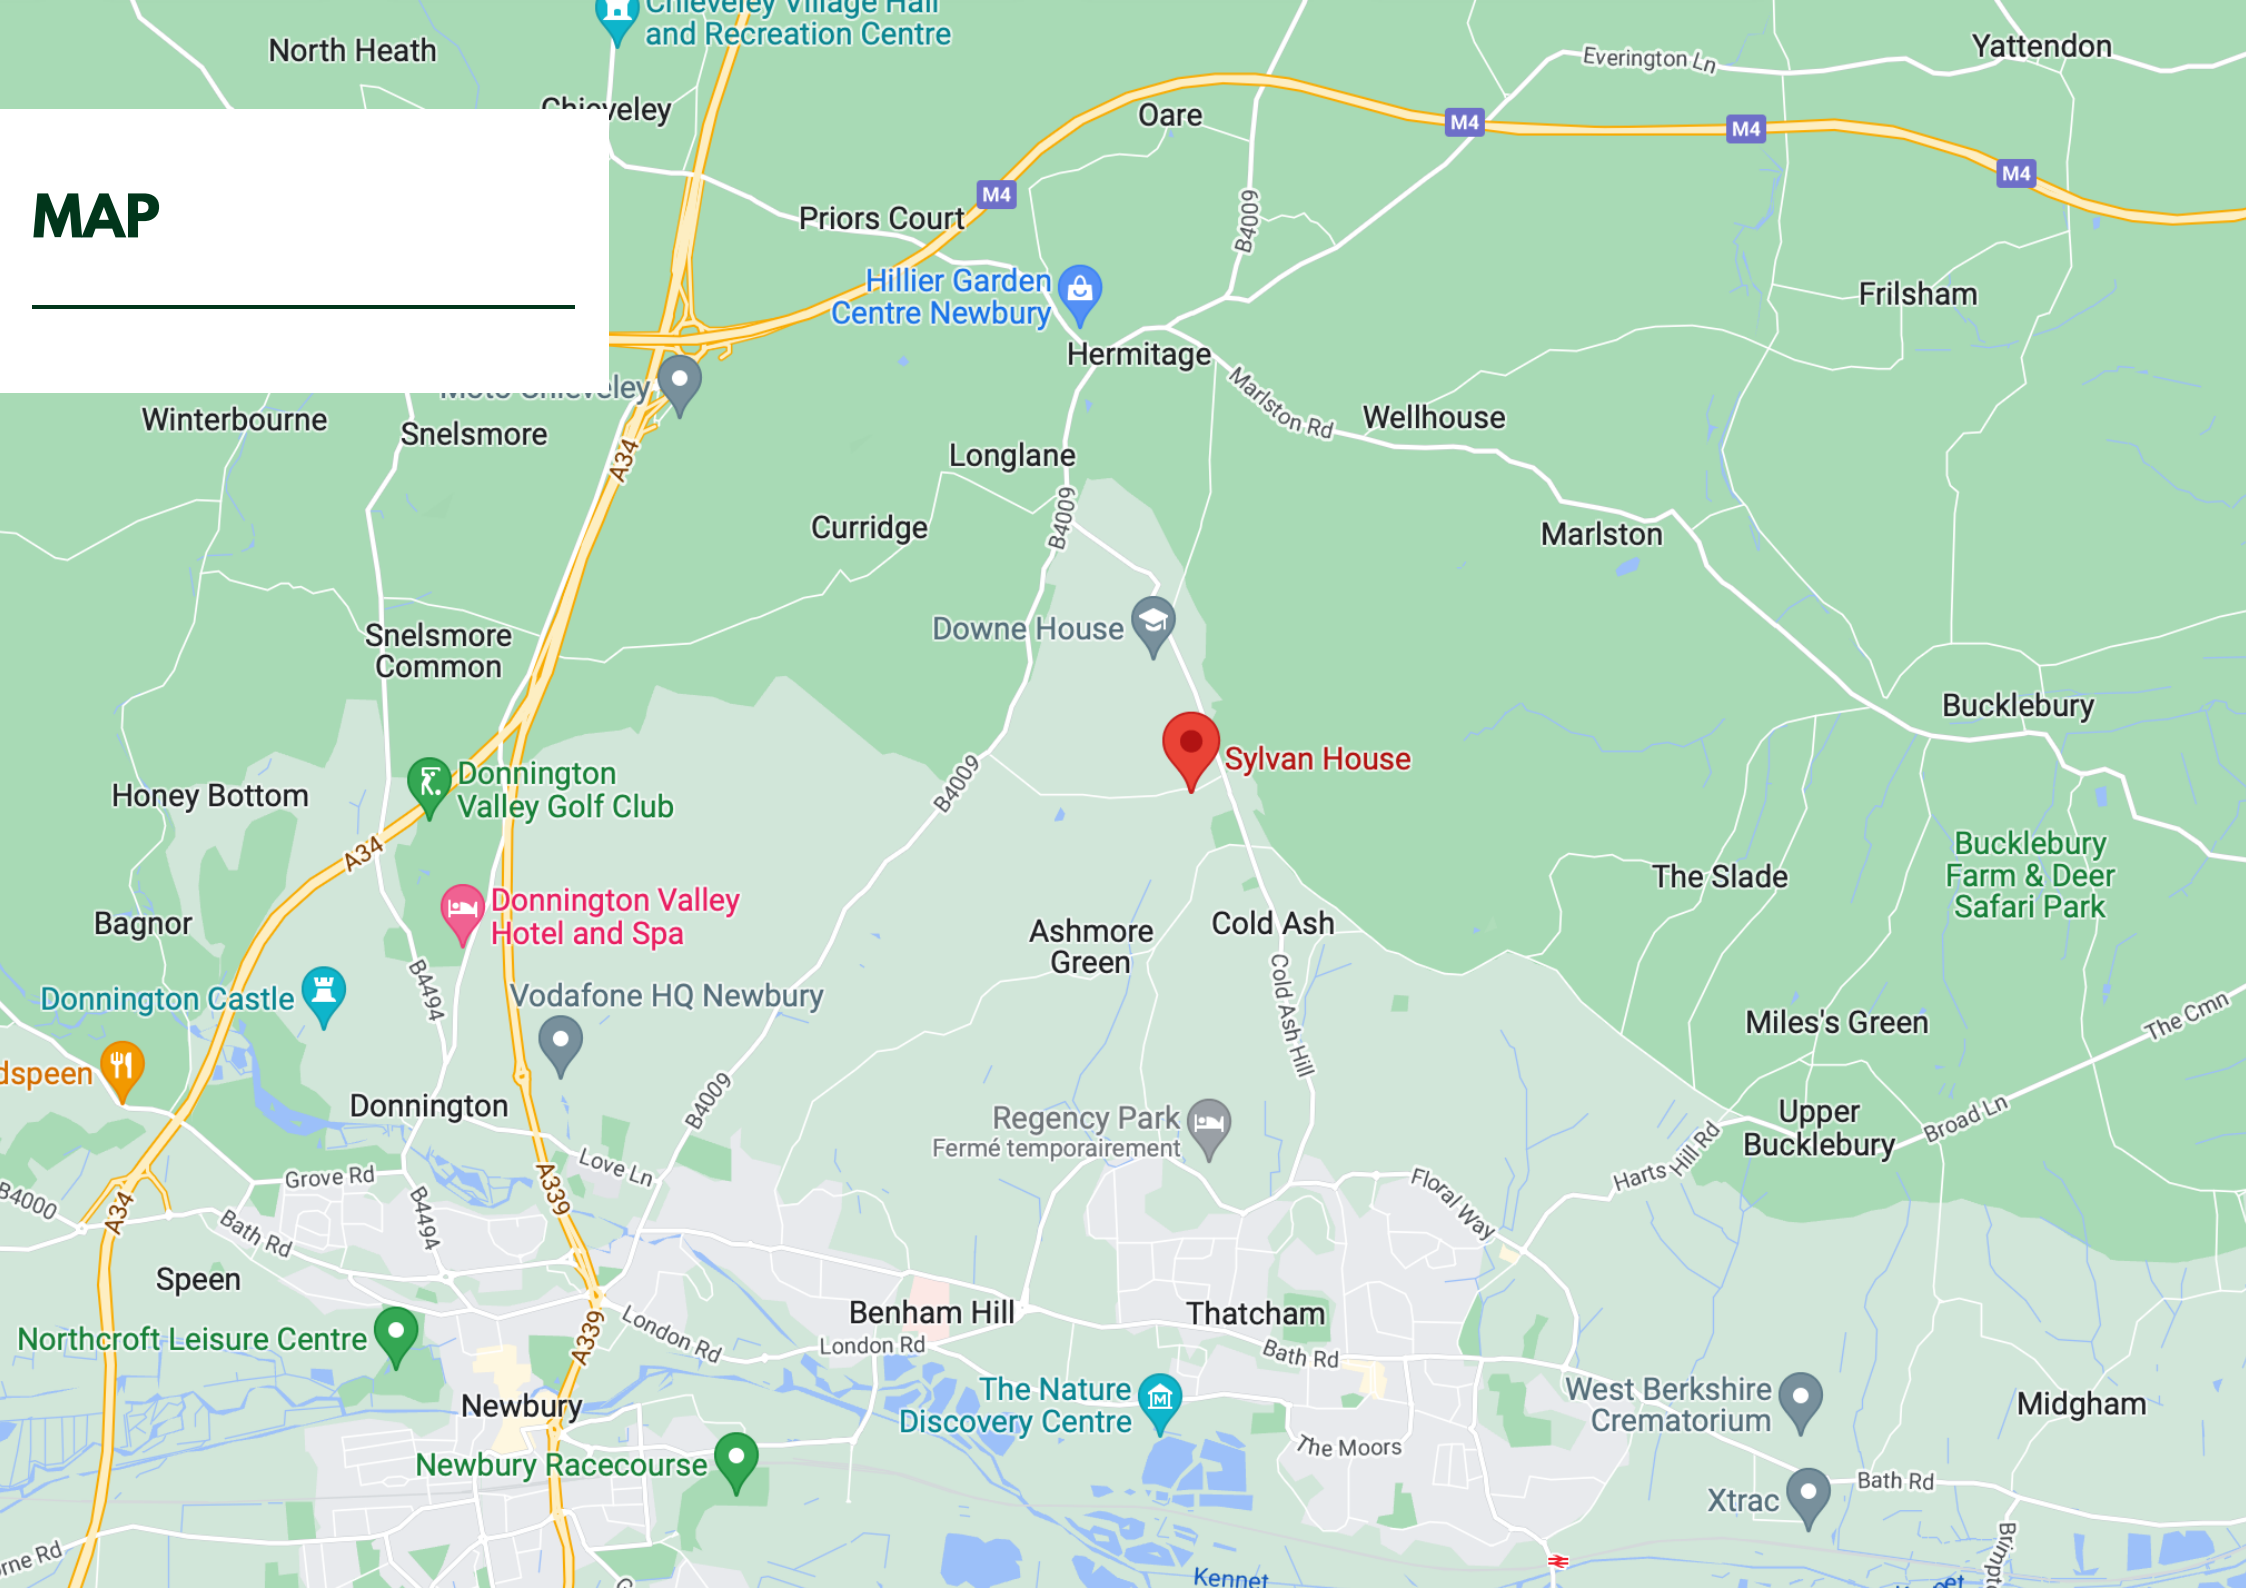 Chieveley Village Hall
and Recreation Centre
North Heath
Yattendon
Everington Ln
Chieveley
Oare
M4
M4
M4
M4
MAP
Priors Court
B4009
Hillier Garden
Centre Newbury
Frilsham
Hermitage
Moto Chieveley
Marlston Rd
Winterbourne
Snelsmore
A34
Wellhouse
Longlane
Curridge
B4009
Marlston
Snelsmore
Common
Downe House
Bucklebury
Sylvan House
Donnington
Valley Golf Club
Honey Bottom
B4009
A34
Bucklebury
Farm & Deer
Safari Park
The Slade
Donnington Valley
Hotel and Spa
Bagnor
Ashmore
Green
Cold Ash
B4494
Donnington Castle
Vodafone HQ Newbury
Cold Ash Hill
Miles's Green
The Cmn
dspeen
Donnington
B4009
Regency Park
Fermé temporairement
Upper
Bucklebury
Broad Ln
Harts Hill Rd
Love Ln
Grove Rd
A339
B4000
A34
B4494
Bath Rd
Floral Way
Speen
Benham Hill
Thatcham
Northcroft Leisure Centre
A339
London Rd
London Rd
Bath Rd
The Nature
Discovery Centre
West Berkshire
Crematorium
Midgham
Newbury
The Moors
Newbury Racecourse
Xtrac
Bath Rd
rne Rd
Brimpt
Kennet